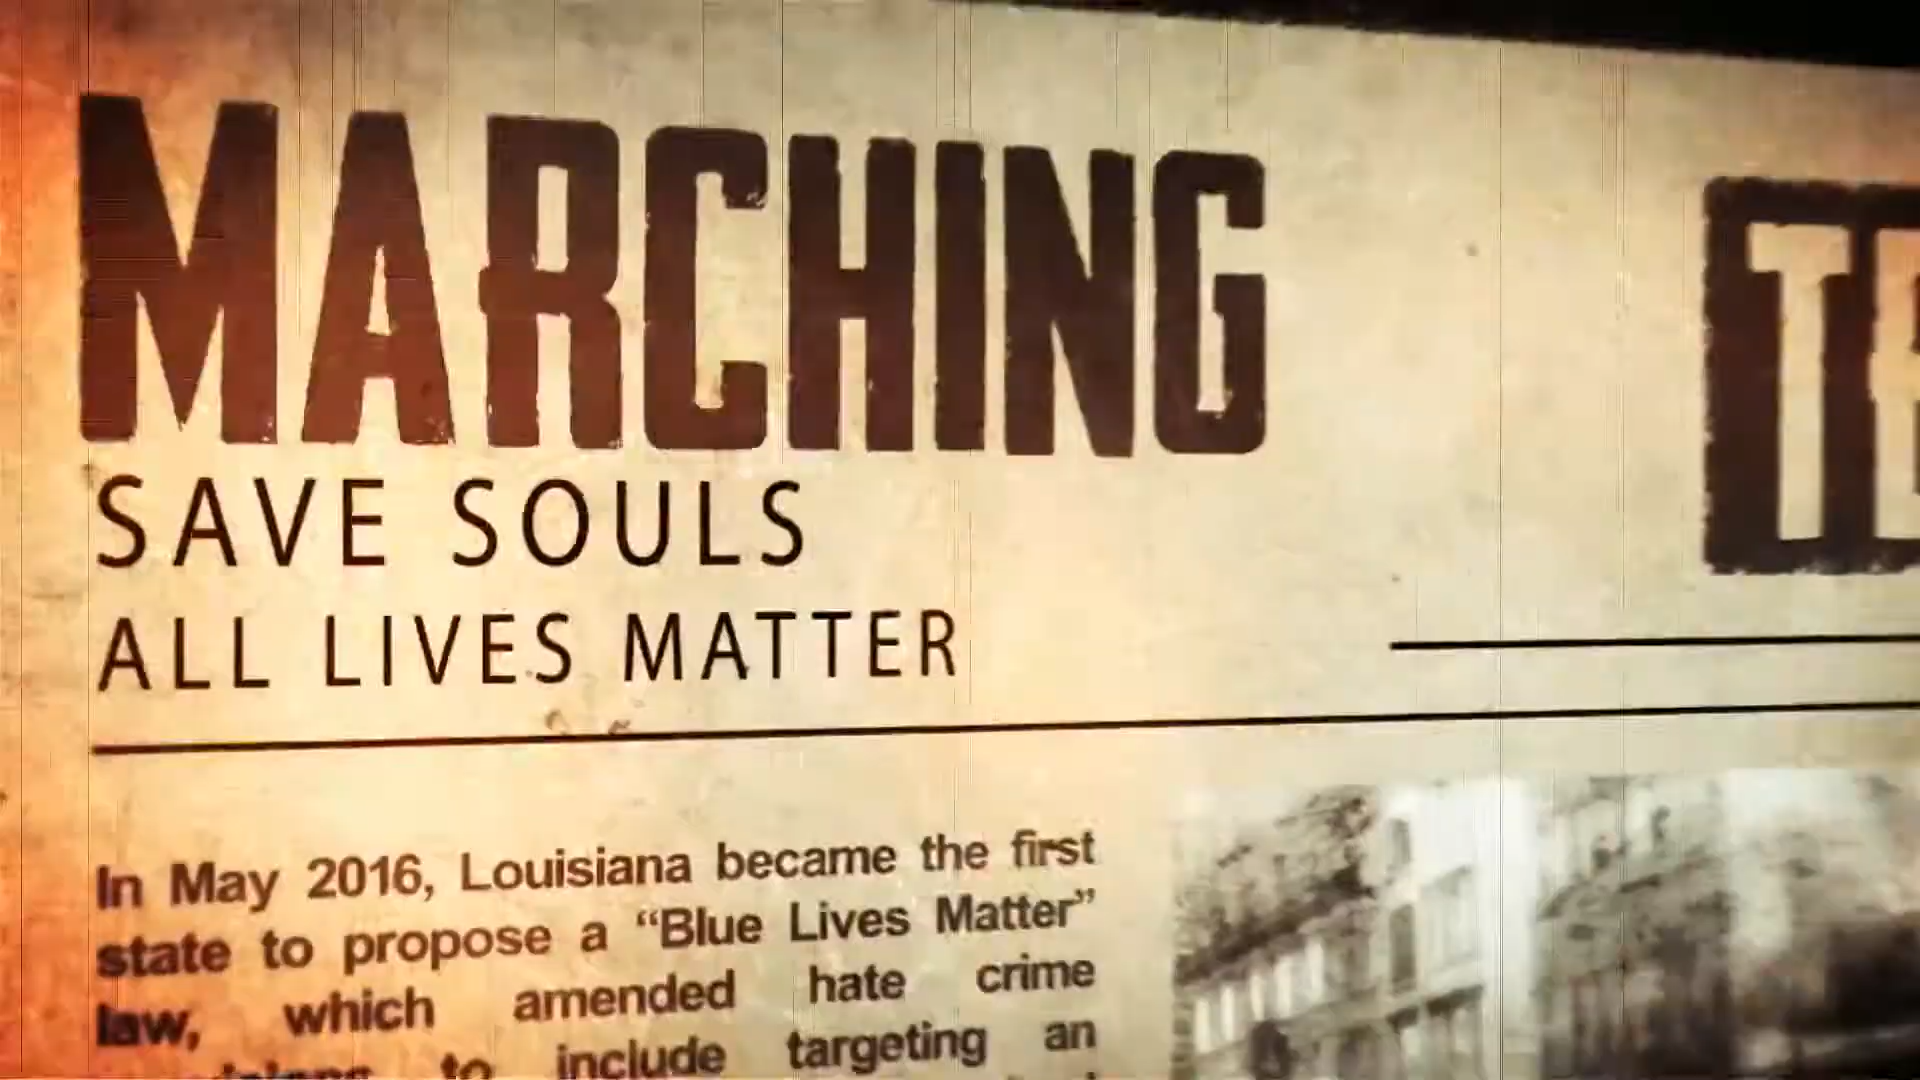 MARCHING
SAVE SOULS
ALL LIVES MATTER
In May 2016, Louisiana became the first
state to propose a “Blue Lives Matter”
law, which amended hate crime
to include targeting an